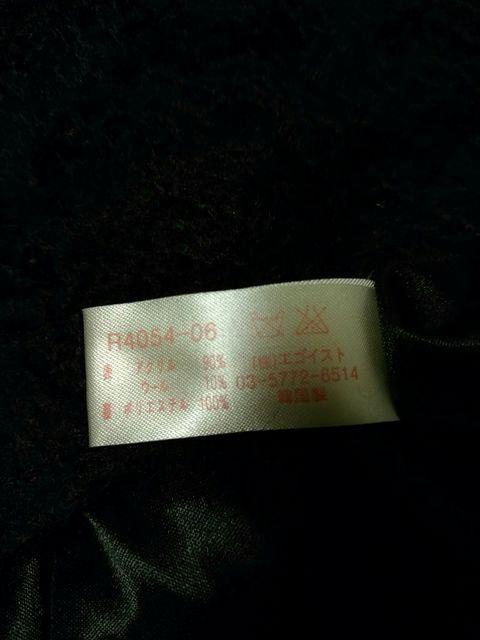 R4054-06
表 アクリル 90%
ウール 10%
裏 ポリエステル 100%
(株)エゴイスト
03-5772-6514
韓国製